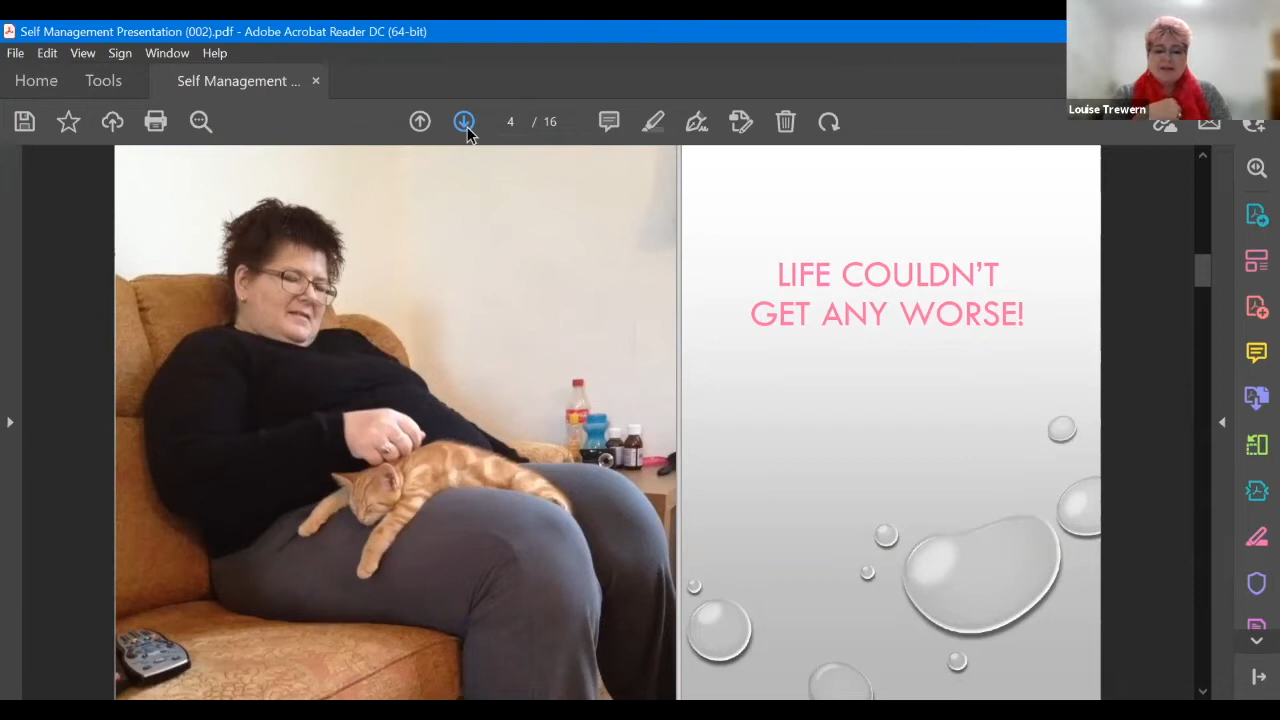 Self Management Presentation (002).pdf - Adobe Acrobat Reader DC (64-bit)
File Edit View Sign Window Help
Home Tools Self Management ... ×
4 / 16
Louise Trewern
LIFE COULDN'T
GET ANY WORSE!